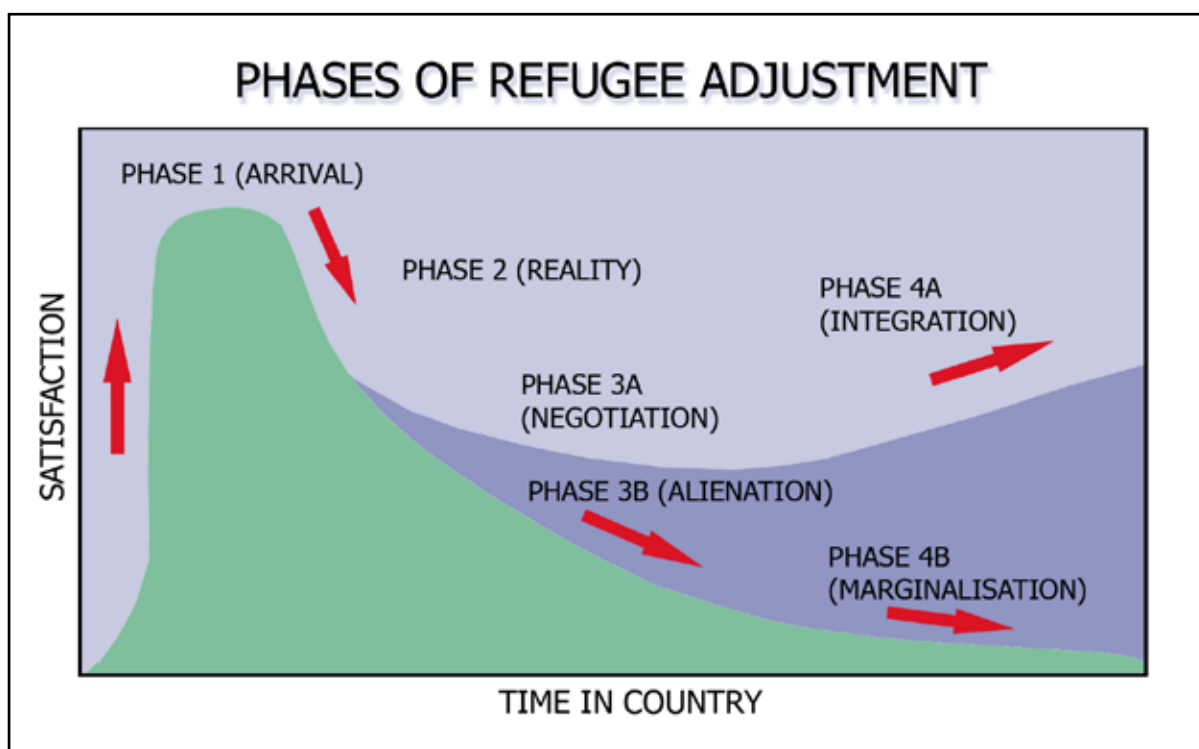 PHASES OF REFUGEE ADJUSTMENT
PHASE 1 (ARRIVAL)
PHASE 2 (REALITY)
PHASE 4A
(INTEGRATION)
PHASE 3A
(NEGOTIATION)
PHASE 3B (ALIENATION)
PHASE 4B
(MARGINALISATION)
SATISFACTION
TIME IN COUNTRY